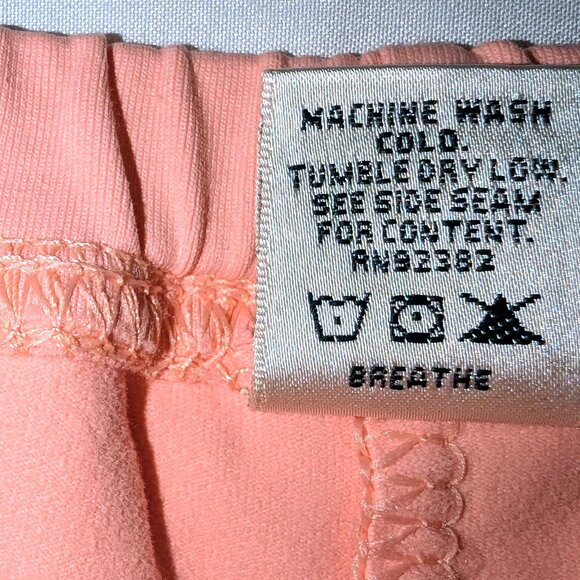 MACHINE WASH
COLD.
TUMBLE DRY LOW.
SEE SIDE SEAM
FOR CONTENT.
RN92382
BREATHE